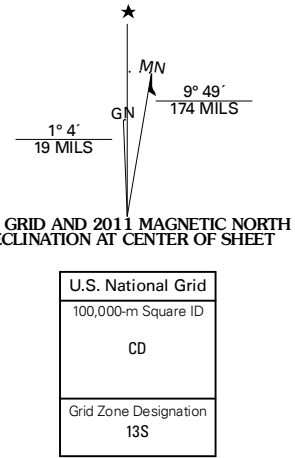 MN
GN
9° 49´
174 MILS
1° 4´
19 MILS
GRID AND 2011 MAGNETIC NORTH
ECLINATION AT CENTER OF SHEET
U.S. National Grid
100,000-m Square ID
CD
Grid Zone Designation
13S